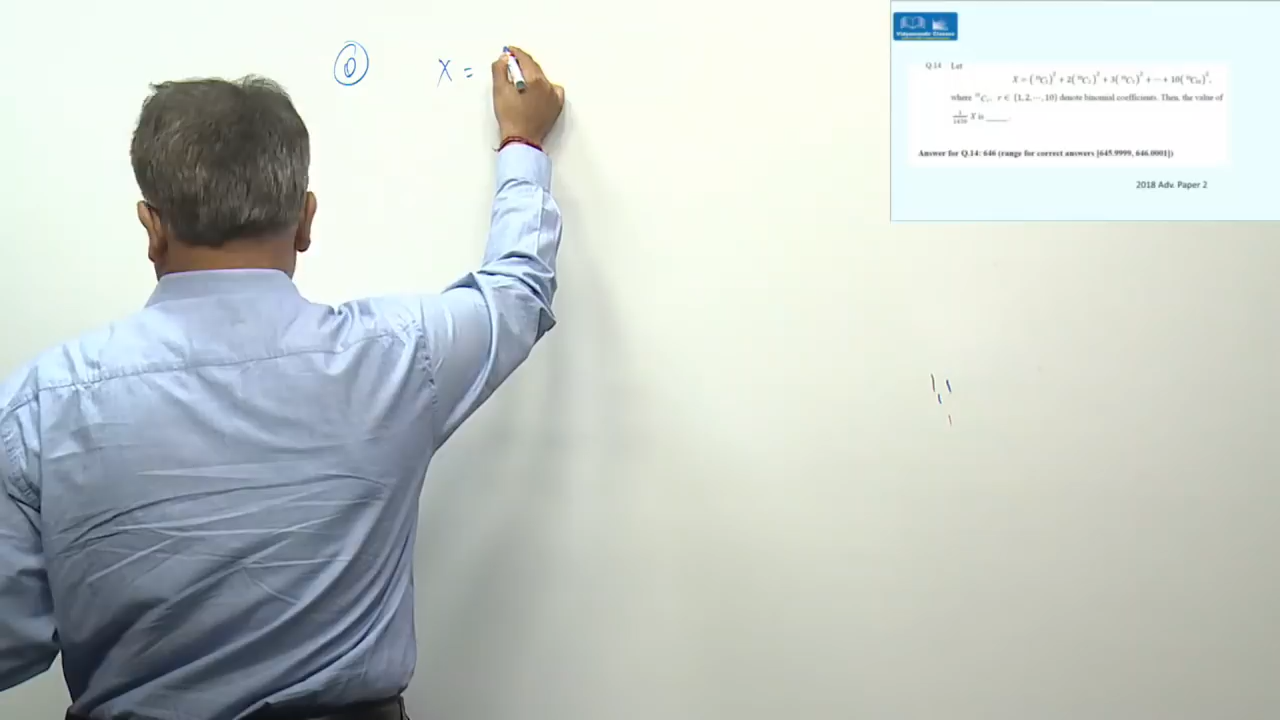 X =
Vidyamandir Classes
Q.14 Let
X = (¹⁰C₁)² + 2(¹⁰C₂)² + 3(¹⁰C₃)² + ··· + 10(¹⁰C₁₀)²,
where ¹⁰Cᵣ, r ∈ {1, 2, ···, 10} denote binomial coefficients. Then, the value of
1/1430 X is _____.
Answer for Q.14: 646 (range for correct answers [645.9999, 646.0001])
2018 Adv. Paper 2